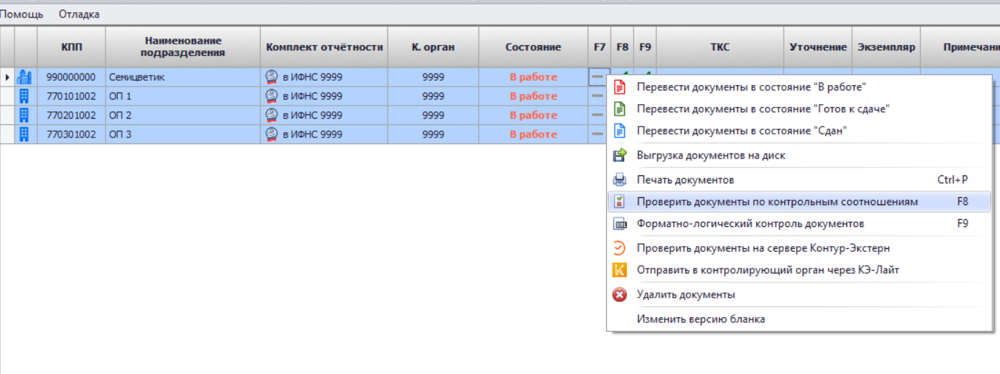 Помощь Отладка
КПП Наименование подразделения Комплект отчётности К. орган Состояние F7 F8 F9 ТКС Уточнение Экземпляр Примечани
990000000 Семицветик в ИФНС 9999 9999 В работе
770101002 ОП 1 в ИФНС 9999 9999 В работе
770201002 ОП 2 в ИФНС 9999 9999 В работе
770301002 ОП 3 в ИФНС 9999 9999 В работе
Перевести документы в состояние "В работе"
Перевести документы в состояние "Готов к сдаче"
Перевести документы в состояние "Сдан"
Выгрузка документов на диск
Печать документов Ctrl+P
Проверить документы по контрольным соотношениям F8
Форматно-логический контроль документов F9
Проверить документы на сервере Контур-Экстерн
Отправить в контролирующий орган через КЭ-Лайт
Удалить документы
Изменить версию бланка